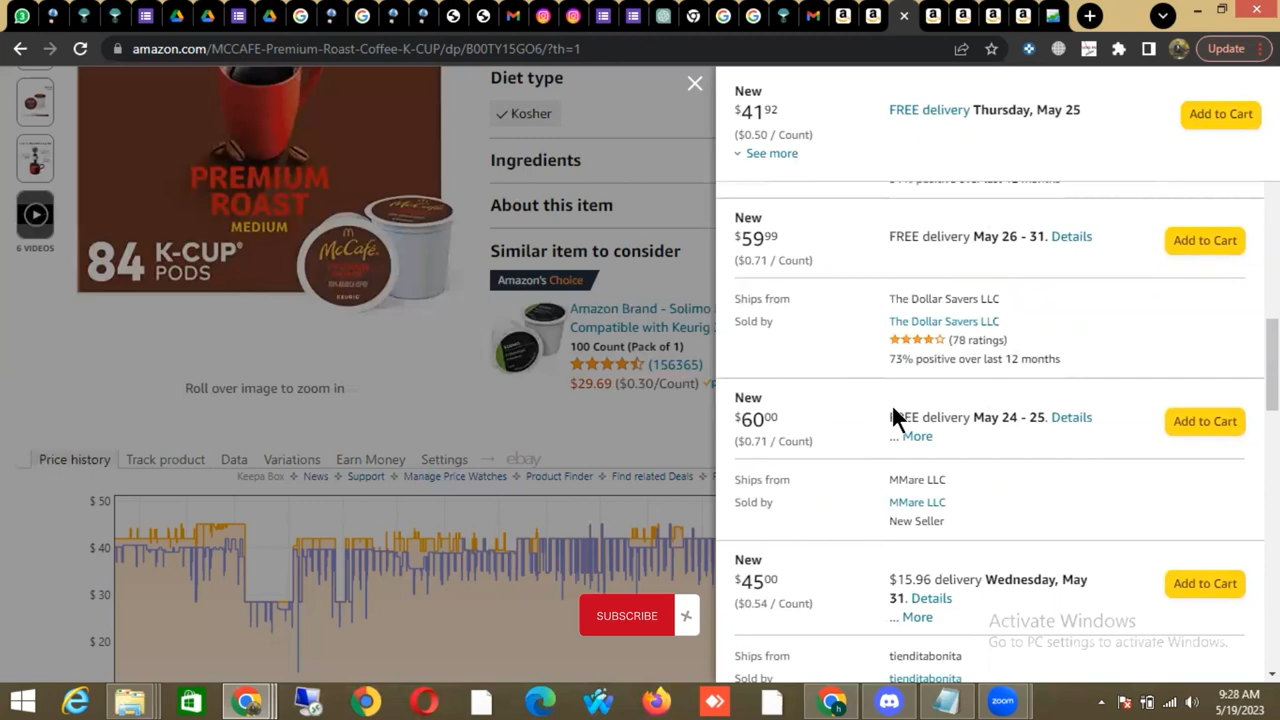 amazon.com/MCCAFE-Premium-Roast-Coffee-K-CUP/dp/B00TY15GO6/?th=1
Update
6 VIDEOS
PREMIUM
ROAST
MEDIUM
84 K-CUP®
PODS
McCafé
PREMIUM ROAST
KEURIG
Roll over image to zoom in
Diet type
Kosher
Ingredients
About this item
Similar item to consider
Amazon's Choice
Amazon Brand - Solimo
Compatible with Keurig
100 Count (Pack of 1)
(156365)
$29.69 ($0.30/Count)
Price history Track product Data Variations Earn Money Settings ebay
Keepa Box News Support Manage Price Watches Product Finder Find related Deals
$ 50
$ 40
$ 30
$ 20
SUBSCRIBE
New
$41 92
($0.50 / Count)
See more
FREE delivery Thursday, May 25
Add to Cart
New
$59 99
($0.71 / Count)
FREE delivery May 26 - 31. Details
Add to Cart
Ships from The Dollar Savers LLC
Sold by The Dollar Savers LLC
(78 ratings)
73% positive over last 12 months
New
$60 00
($0.71 / Count)
FREE delivery May 24 - 25. Details
... More
Add to Cart
Ships from MMare LLC
Sold by MMare LLC
New Seller
New
$45 00
($0.54 / Count)
$15.96 delivery Wednesday, May
31. Details
... More
Add to Cart
Ships from tienditabonita
Sold by tienditabonita
Activate Windows
Go to PC settings to activate Windows.
9:28 AM
5/19/2023